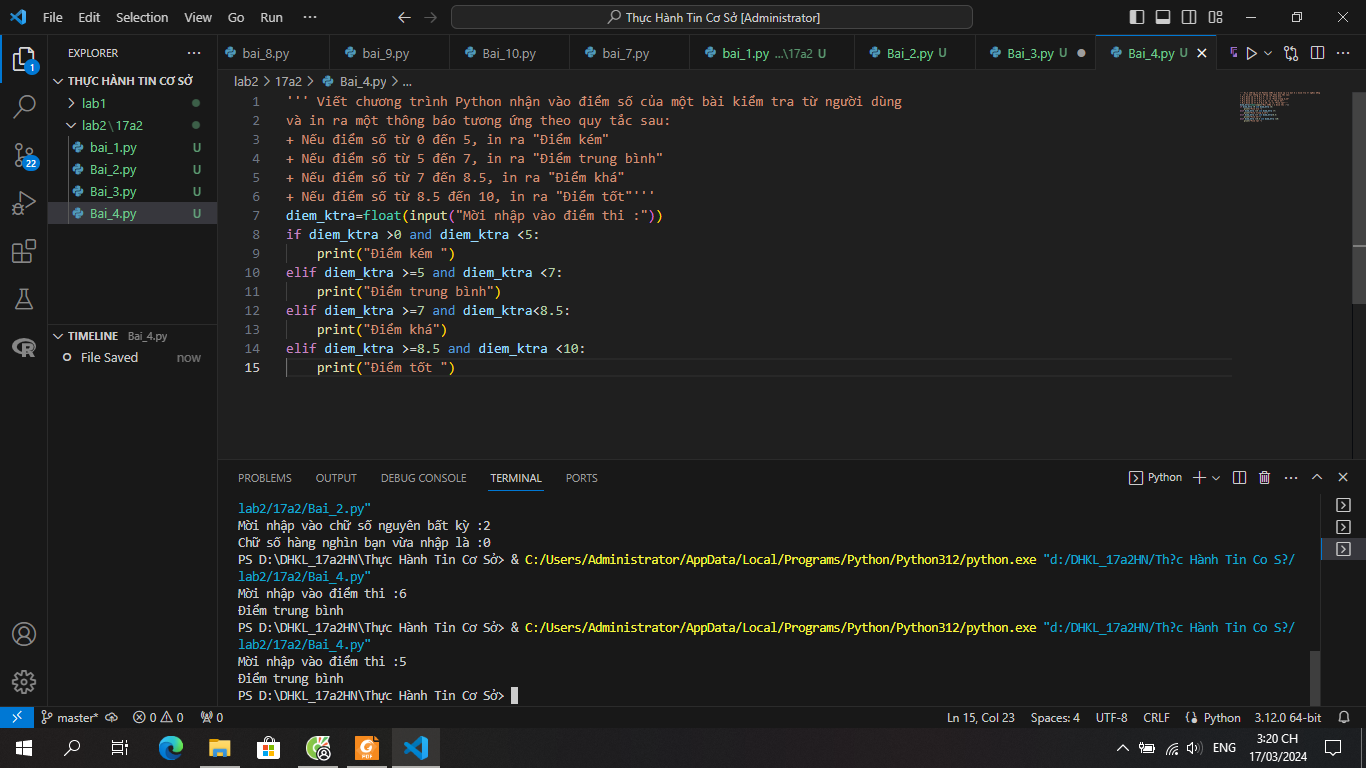 File Edit Selection View Go Run ··· Thực Hành Tin Cơ Sở [Administrator]
EXPLORER ···
bai_8.py bai_9.py Bai_10.py bai_7.py bai_1.py ...\17a2 U Bai_2.py U Bai_3.py U Bai_4.py U
THỰC HÀNH TIN CƠ SỞ
lab1
lab2\17a2
bai_1.py U
Bai_2.py U
Bai_3.py U
Bai_4.py U
TIMELINE Bai_4.py
File Saved now
1
22
lab2 > 17a2 > Bai_4.py > ...
1 ''' Viết chương trình Python nhận vào điểm số của một bài kiểm tra từ người dùng
2 và in ra một thông báo tương ứng theo quy tắc sau:
3 + Nếu điểm số từ 0 đến 5, in ra "Điểm kém"
4 + Nếu điểm số từ 5 đến 7, in ra "Điểm trung bình"
5 + Nếu điểm số từ 7 đến 8.5, in ra "Điểm khá"
6 + Nếu điểm số từ 8.5 đến 10, in ra "Điểm tốt"'''
7 diem_ktra=float(input("Mời nhập vào điểm thi :"))
8 if diem_ktra >0 and diem_ktra <5:
9 print("Điểm kém ")
10 elif diem_ktra >=5 and diem_ktra <7:
11 print("Điểm trung bình")
12 elif diem_ktra >=7 and diem_ktra<8.5:
13 print("Điểm khá")
14 elif diem_ktra >=8.5 and diem_ktra <10:
15 print("Điểm tốt ")
PROBLEMS OUTPUT DEBUG CONSOLE TERMINAL PORTS Python
lab2/17a2/Bai_2.py"
Mời nhập vào chữ số nguyên bất kỳ :2
Chữ số hàng nghìn bạn vừa nhập là :0
PS D:\DHKL_17a2HN\Thực Hành Tin Cơ Sở> & C:/Users/Administrator/AppData/Local/Programs/Python/Python312/python.exe "d:/DHKL_17a2HN/Th?c Hành Tin Co S?/
lab2/17a2/Bai_4.py"
Mời nhập vào điểm thi :6
Điểm trung bình
PS D:\DHKL_17a2HN\Thực Hành Tin Cơ Sở> & C:/Users/Administrator/AppData/Local/Programs/Python/Python312/python.exe "d:/DHKL_17a2HN/Th?c Hành Tin Co S?/
lab2/17a2/Bai_4.py"
Mời nhập vào điểm thi :5
Điểm trung bình
PS D:\DHKL_17a2HN\Thực Hành Tin Cơ Sở>
master* 0 0 0 Ln 15, Col 23 Spaces: 4 UTF-8 CRLF Python 3.12.0 64-bit
ENG 3:20 CH
17/03/2024